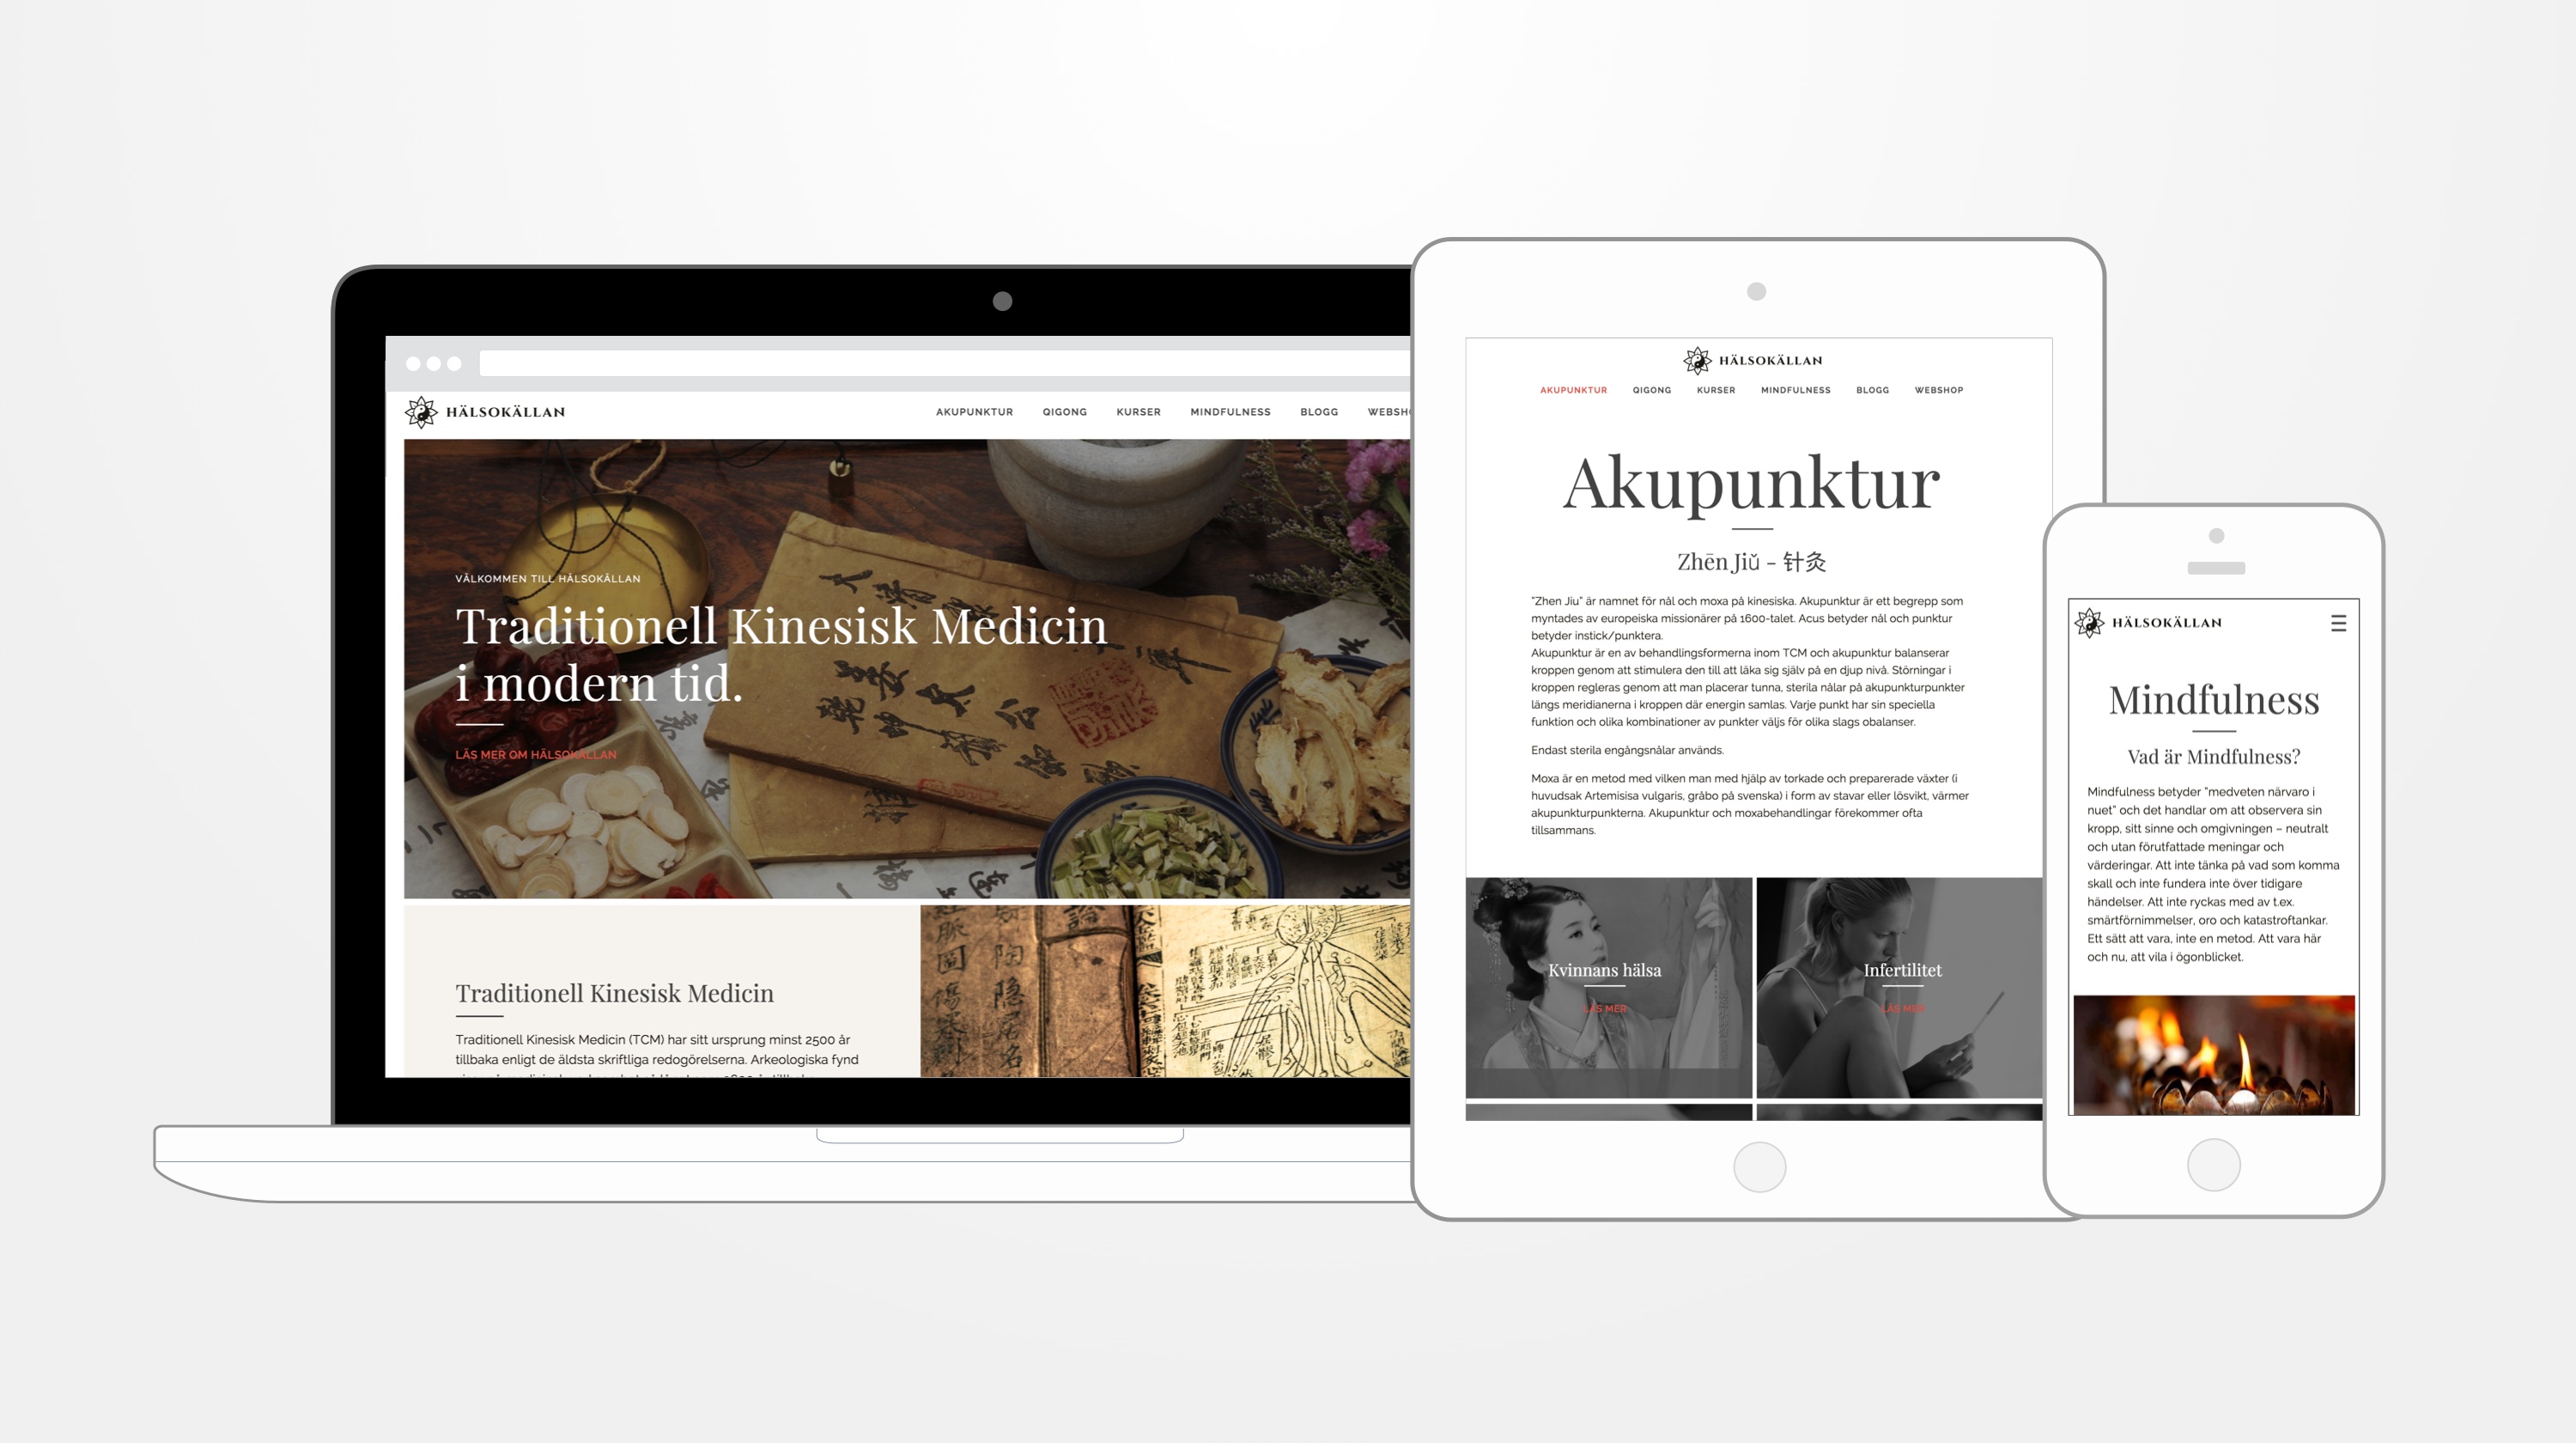 HÄLSOKÄLLAN
AKUPUNKTUR QIGONG KURSER MINDFULNESS BLOGG
VÄLKOMMEN TILL HÄLSOKÄLLAN
Traditionell Kinesisk Medicin
i modern tid.
LÄS MER OM HÄLSOKÄLLAN
Traditionell Kinesisk Medicin
Traditionell Kinesisk Medicin (TCM) har sitt ursprung minst 2500 år
tillbaka enligt de äldsta skriftliga redogörelserna. Arkeologiska fynd
HÄLSOKÄLLAN
AKUPUNKTUR QIGONG KURSER MINDFULNESS BLOGG WEBSHOP
Akupunktur
Zhēn Jiǔ - 针灸
"Zhen Jiu" är namnet för nål och moxa på kinesiska. Akupunktur är ett begrepp som
myntades av europeiska missionärer på 1600-talet. Acus betyder nål och punktur
betyder instick/punktera.
Akupunktur är en av behandlingsformerna inom TCM och akupunktur balanserar
kroppen genom att stimulera den till att läka sig själv på en djup nivå. Störningar i
kroppen regleras genom att man placerar tunna, sterila nålar på akupunkturpunkter
längs meridianerna i kroppen där energin samlas. Varje punkt har sin speciella
funktion och olika kombinationer av punkter väljs för olika slags obalanser.
Endast sterila engångsnålar används.
Moxa är en metod med vilken man med hjälp av torkade och preparerade växter (i
huvudsak Artemisisa vulgaris, gråbo på svenska) i form av stavar eller lösvikt, värmer
akupunkturpunkterna. Akupunktur och moxabehandlingar förekommer ofta
tillsammans.
Kvinnans hälsa
LÄS MER
Infertilitet
LÄS MER
HÄLSOKÄLLAN
Mindfulness
Vad är Mindfulness?
Mindfulness betyder "medveten närvaro i
nuet" och det handlar om att observera sin
kropp, sitt sinne och omgivningen – neutralt
och utan förutfattade meningar och
värderingar. Att inte tänka på vad som komma
skall och inte fundera inte över tidigare
händelser. Att inte ryckas med av t.ex.
smärtförnimmelser, oro och katastroftankar.
Ett sätt att vara, inte en metod. Att vara här
och nu, att vila i ögonblicket.